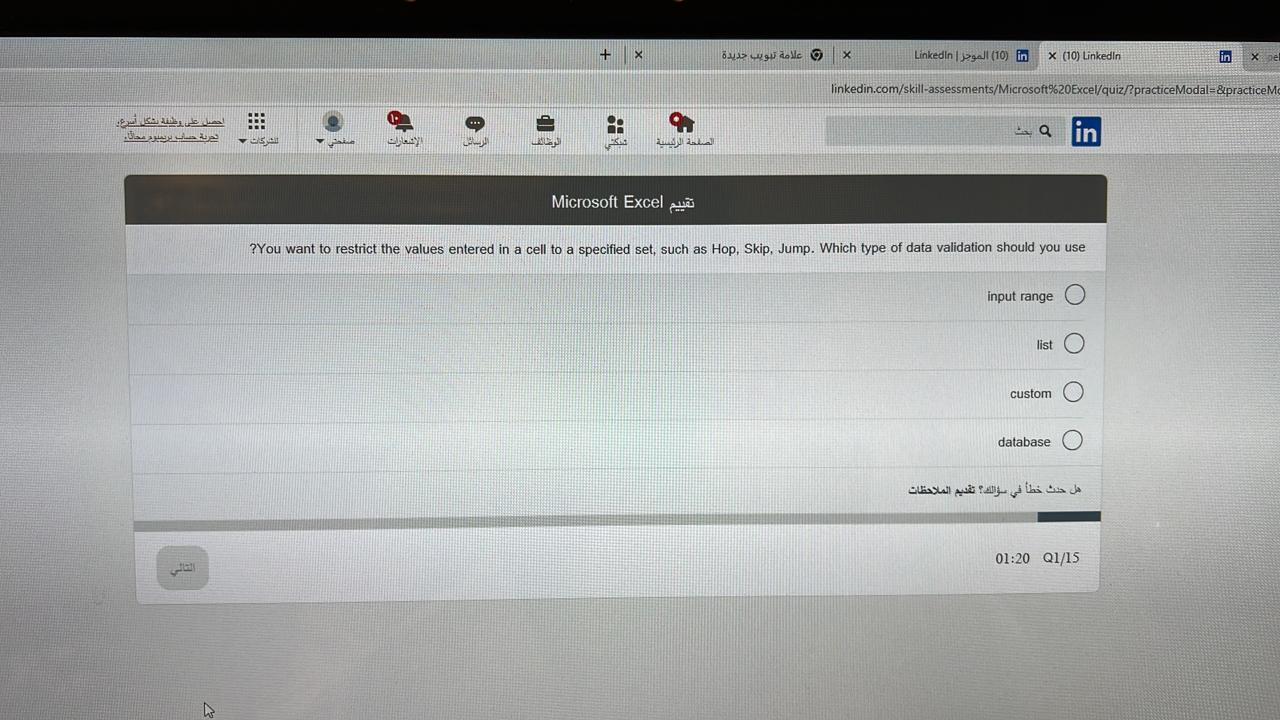 (10) LinkedIn
(10) الموجز | LinkedIn
علامة تبويب جديدة
linkedin.com/skill-assessments/Microsoft%20Excel/quiz/?practiceModal=&practiceMo
in
بحث
الصفحة الرئيسية
شبكتي
الوظائف
الرسائل
١٠
الإشعارات
صفحتي
للشركات
احصل على وظيفة بشكل أسرع،
تجربة حساب بريميوم مجانًا،
تقييم Microsoft Excel
?You want to restrict the values entered in a cell to a specified set, such as Hop, Skip, Jump. Which type of data validation should you use
input range
list
custom
database
هل حدث خطأ في سؤالك؟ تقديم الملاحظات
01:20 Q1/15
التالي